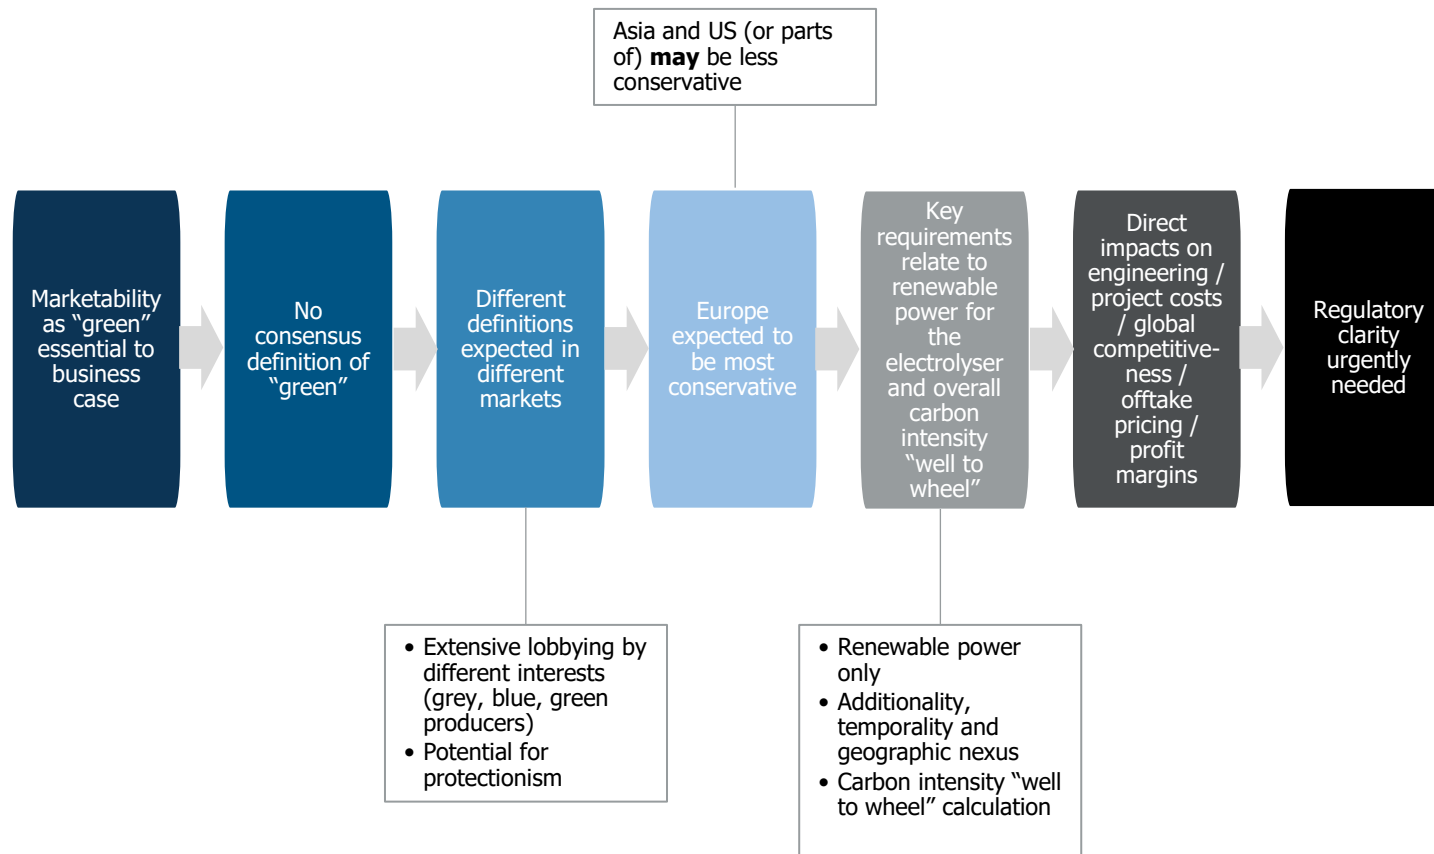 Asia and US (or parts
of) may be less
conservative
Marketability
as “green”
essential to
business
case
No
consensus
definition of
“green”
Different
definitions
expected in
different
markets
Europe
expected to
be most
conservative
Key
requirements
relate to
renewable
power for
the
electrolyser
and overall
carbon
intensity
“well to
wheel”
Direct
impacts on
engineering /
project costs
/ global
competitive-
ness /
offtake
pricing /
profit
margins
Regulatory
clarity
urgently
needed
• Extensive lobbying by
different interests
(grey, blue, green
producers)
• Potential for
protectionism
• Renewable power
only
• Additionality,
temporality and
geographic nexus
• Carbon intensity “well
to wheel” calculation